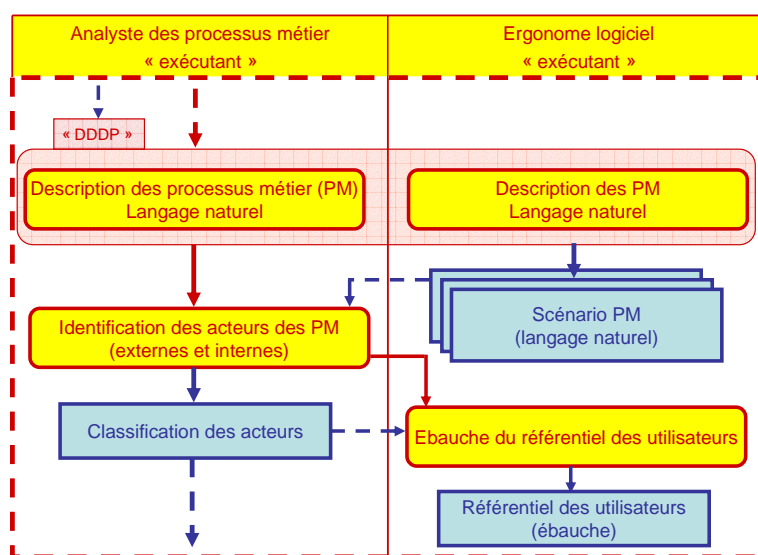 Analyste des processus métier
« exécutant »
Ergonome logiciel
« exécutant »
« DDDP »
Description des processus métier (PM)
Langage naturel
Description des PM
Langage naturel
Scénario PM
(langage naturel)
Identification des acteurs des PM
(externes et internes)
Classification des acteurs
Ebauche du référentiel des utilisateurs
Référentiel des utilisateurs
(ébauche)